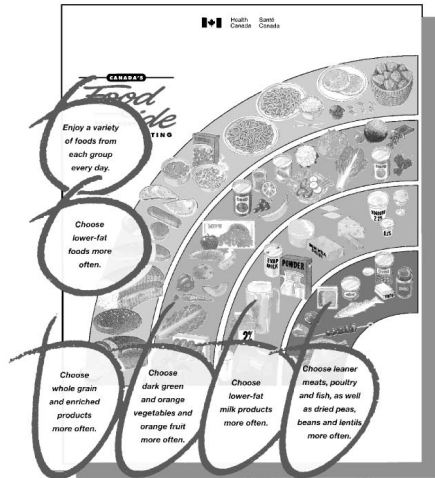 Health Santé
Canada Canada
CANADA'S
Food
TING
Enjoy a variety
of foods from
each group
every day.
Choose
lower-fat
foods more
often.
EVAP
MILK
POWDER
2%
Choose
whole grain
and enriched
products
more often.
Choose
dark green
and orange
vegetables and
orange fruit
more often.
Choose
lower-fat
milk products
more often.
Choose leaner
meats, poultry
and fish, as well
as dried peas,
beans and lentils
more often.